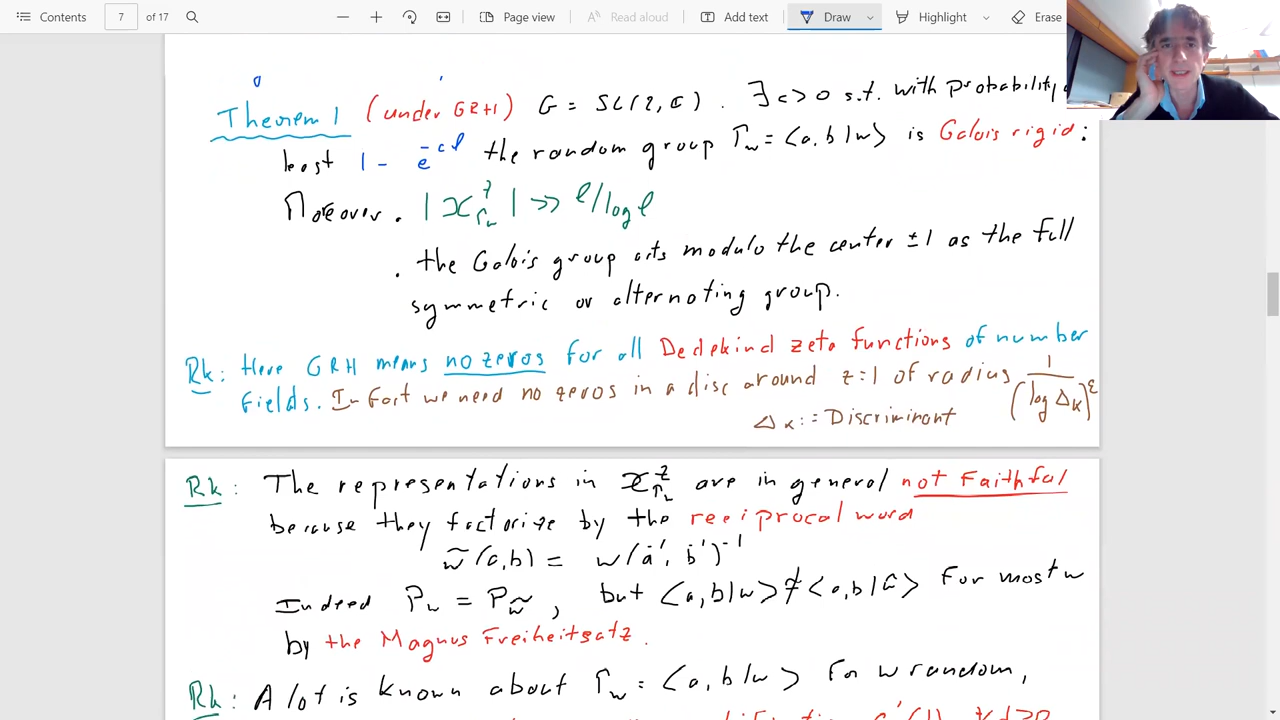 Contents 7 of 17 Page view Read aloud Add text Draw Highlight Erase
Theorem 1 (under GRH) G = SL(2, C). ∃ c > 0 s.t. with probability
least 1 - e^{-cl} the random group Γ_w = <a, b | w> is Galois rigid:
Moreover. | X^z_{Γ_w} | >> l/log l
. the Galois group acts modulo the center ±1 as the full
symmetric or alternating group.
Rk: Here GRH means no zeros for all Dedekind zeta functions of number
fields. In fact we need no zeros in a disc around z=1 of radius 1/(log Δ_K)^2
Δ_K := Discriminant
Rk: The representations in X^z_{Γ_w} are in general not Faithful
because they factorise by the reciprocal word
w̃(a,b) = w(a^{-1}, b^{-1})^{-1}
Indeed P_w = P_w̃, but <a, b | w> ≄ <a, b | w̃> for most w
by the Magnus Freiheitsatz.
Rk: A lot is known about Γ_w = <a, b | w> for w random,